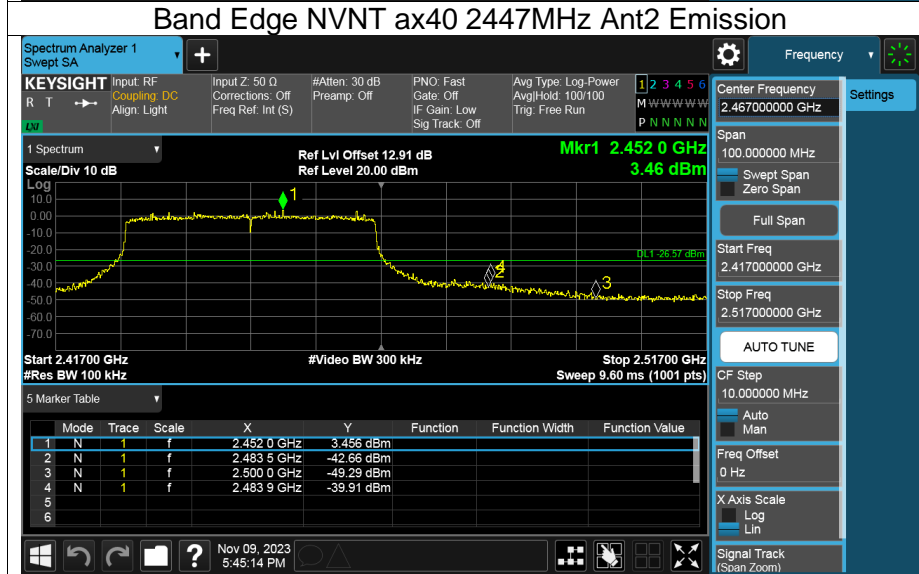 Band Edge NVNT ax40 2447MHz Ant2 Emission
Spectrum Analyzer 1
Swept SA
+
Frequency
KEYSIGHT Input: RF Input Z: 50 Ω #Atten: 30 dB PNO: Fast Avg Type: Log-Power 1 2 3 4 5 6
R T Coupling: DC Corrections: Off Preamp: Off Gate: Off Avg|Hold: 100/100 M W W W W W
Align: Light Freq Ref: Int (S) IF Gain: Low Trig: Free Run
LXI Sig Track: Off P N N N N N
Settings
Center Frequency
2.467000000 GHz
Span
100.000000 MHz
Swept Span
Zero Span
Full Span
Start Freq
2.417000000 GHz
Stop Freq
2.517000000 GHz
AUTO TUNE
CF Step
10.000000 MHz
Auto
Man
Freq Offset
0 Hz
X Axis Scale
Log
Lin
Signal Track
(Span Zoom)
1 Spectrum
Scale/Div 10 dB
Ref Lvl Offset 12.91 dB
Ref Level 20.00 dBm
Mkr1 2.452 0 GHz
3.46 dBm
Log
10.0
0.00
-10.0
-20.0
-30.0
-40.0
-50.0
-60.0
-70.0
1
DL1 -26.57 dBm
4
2
3
Start 2.41700 GHz #Video BW 300 kHz Stop 2.51700 GHz
#Res BW 100 kHz Sweep 9.60 ms (1001 pts)
5 Marker Table
Mode Trace Scale X Y Function Function Width Function Value
1 N 1 f 2.452 0 GHz 3.456 dBm
2 N 1 f 2.483 5 GHz -42.66 dBm
3 N 1 f 2.500 0 GHz -49.29 dBm
4 N 1 f 2.483 9 GHz -39.91 dBm
5
6
?
Nov 09, 2023
5:45:14 PM